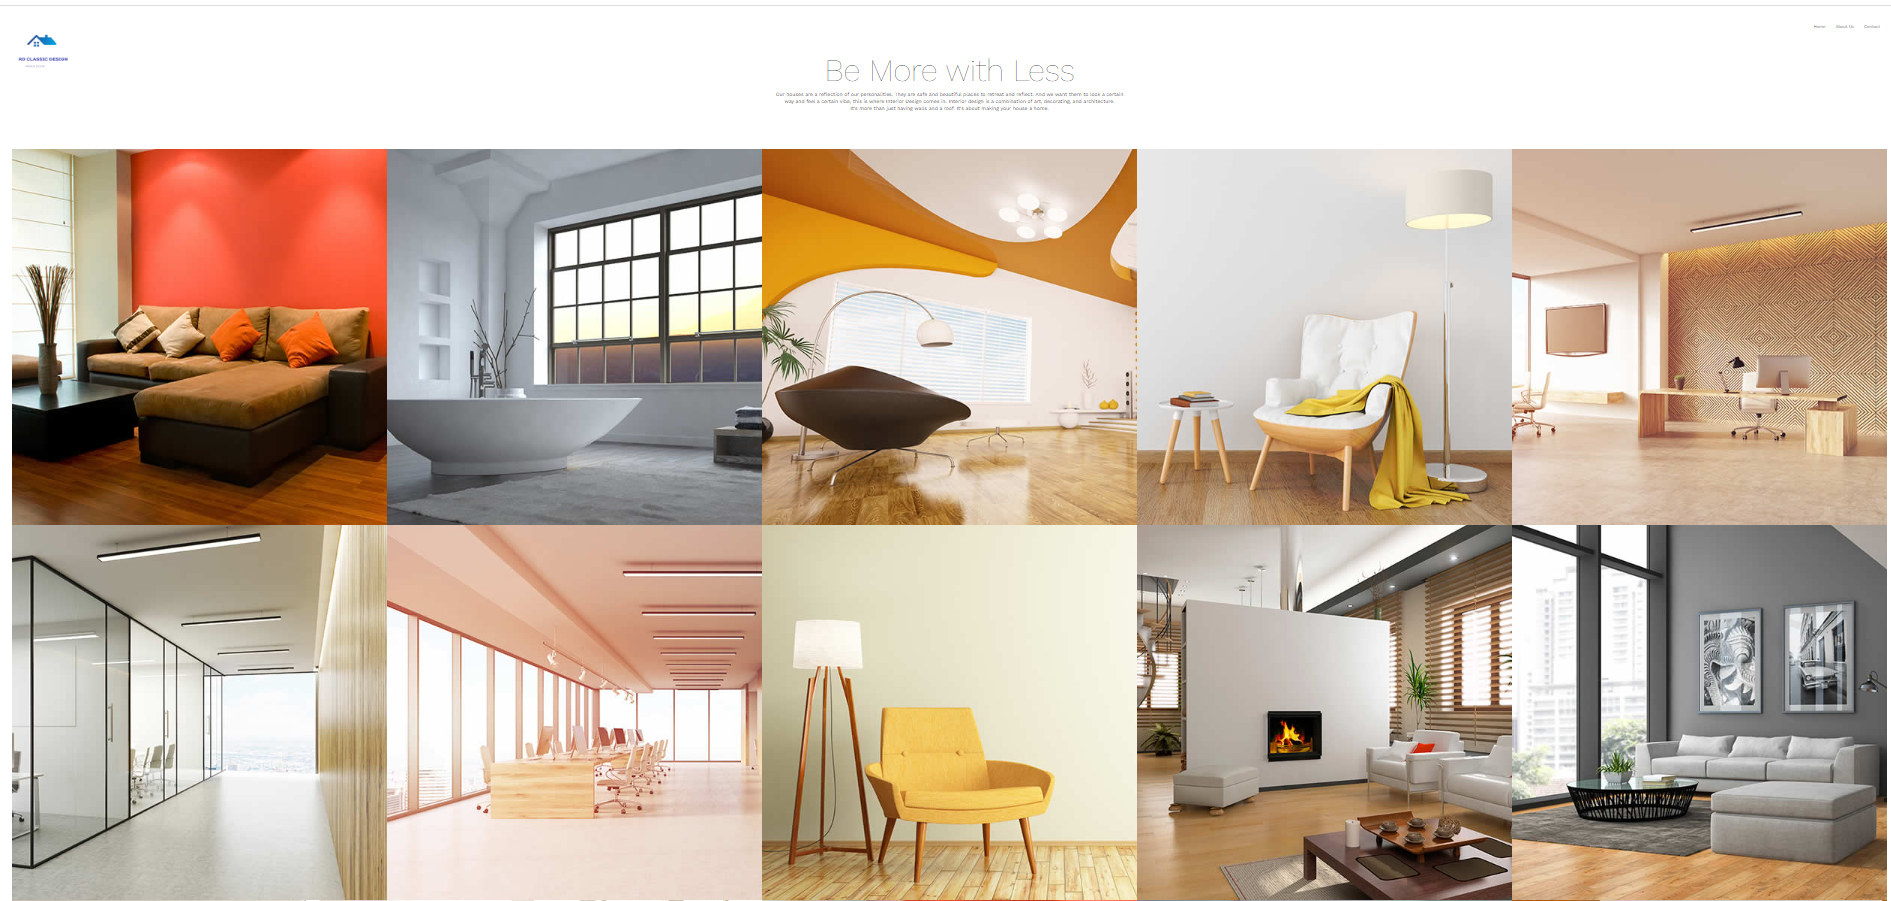 Home About Us Contact
RD CLASSIC DESIGN
Be More with Less
Our houses are a reflection of our personalities. They are safe and beautiful places to retreat and reflect. And we want them to look a certain
way and feel a certain vibe, this is where Interior Design comes in. Interior design is a combination of art, decorating, and architecture.
It's more than just having walls and a roof. It's about making your house a home.